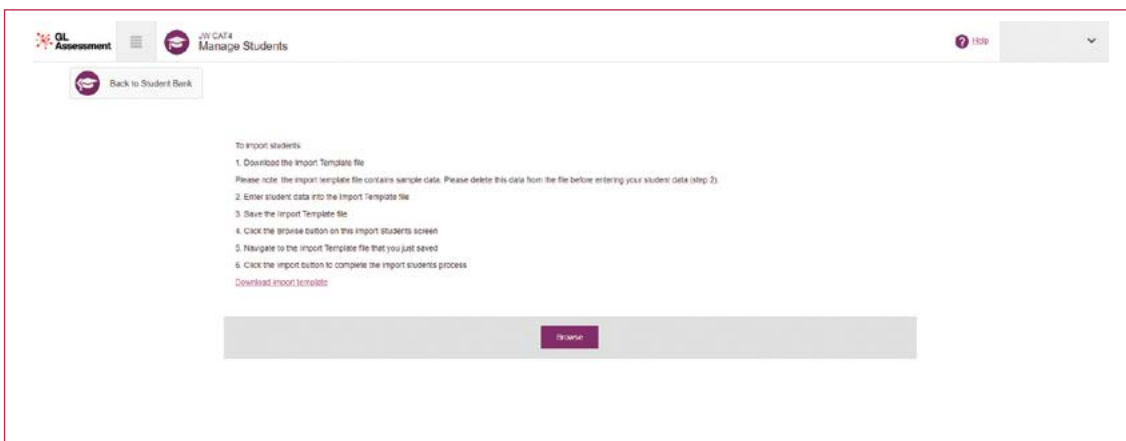 GL
Assessment
JW CAT4
Manage Students
Help
Back to Student Bank
To import students
1. Download the Import Template file
Please note: the import template file contains sample data. Please delete this data from the file before entering your student data (step 2).
2. Enter student data into the Import Template file
3. Save the Import Template file
4. Click the Browse button on this Import Students screen
5. Navigate to the Import Template file that you just saved
6. Click the Import button to complete the import students process
Download import template
Browse